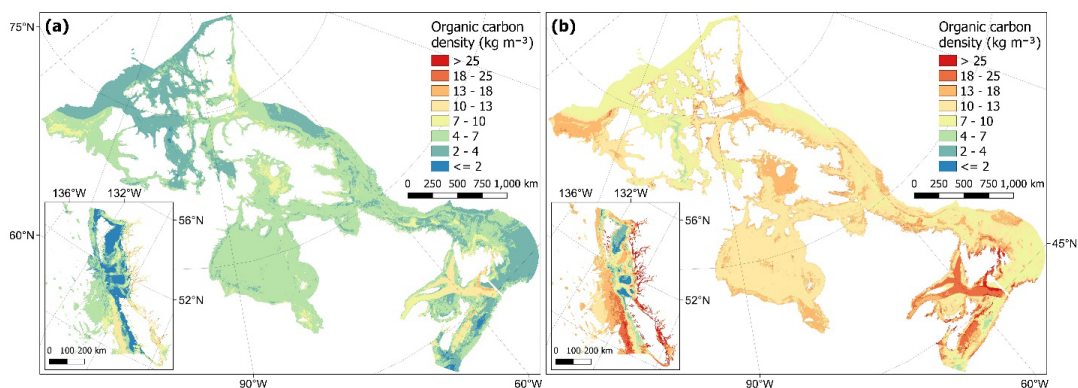 75°N
(a)
Organic carbon
density (kg m⁻³)
> 25
18 - 25
13 - 18
10 - 13
7 - 10
4 - 7
2 - 4
<= 2
0 250 500 750 1,000 km
136°W
132°W
56°N
52°N
60°N
0 100 200 km
90°W
60°W
(b)
Organic carbon
density (kg m⁻³)
> 25
18 - 25
13 - 18
10 - 13
7 - 10
4 - 7
2 - 4
<= 2
0 250 500 750 1,000 km
136°W
132°W
56°N
52°N
45°N
0 100 200 km
90°W
60°W